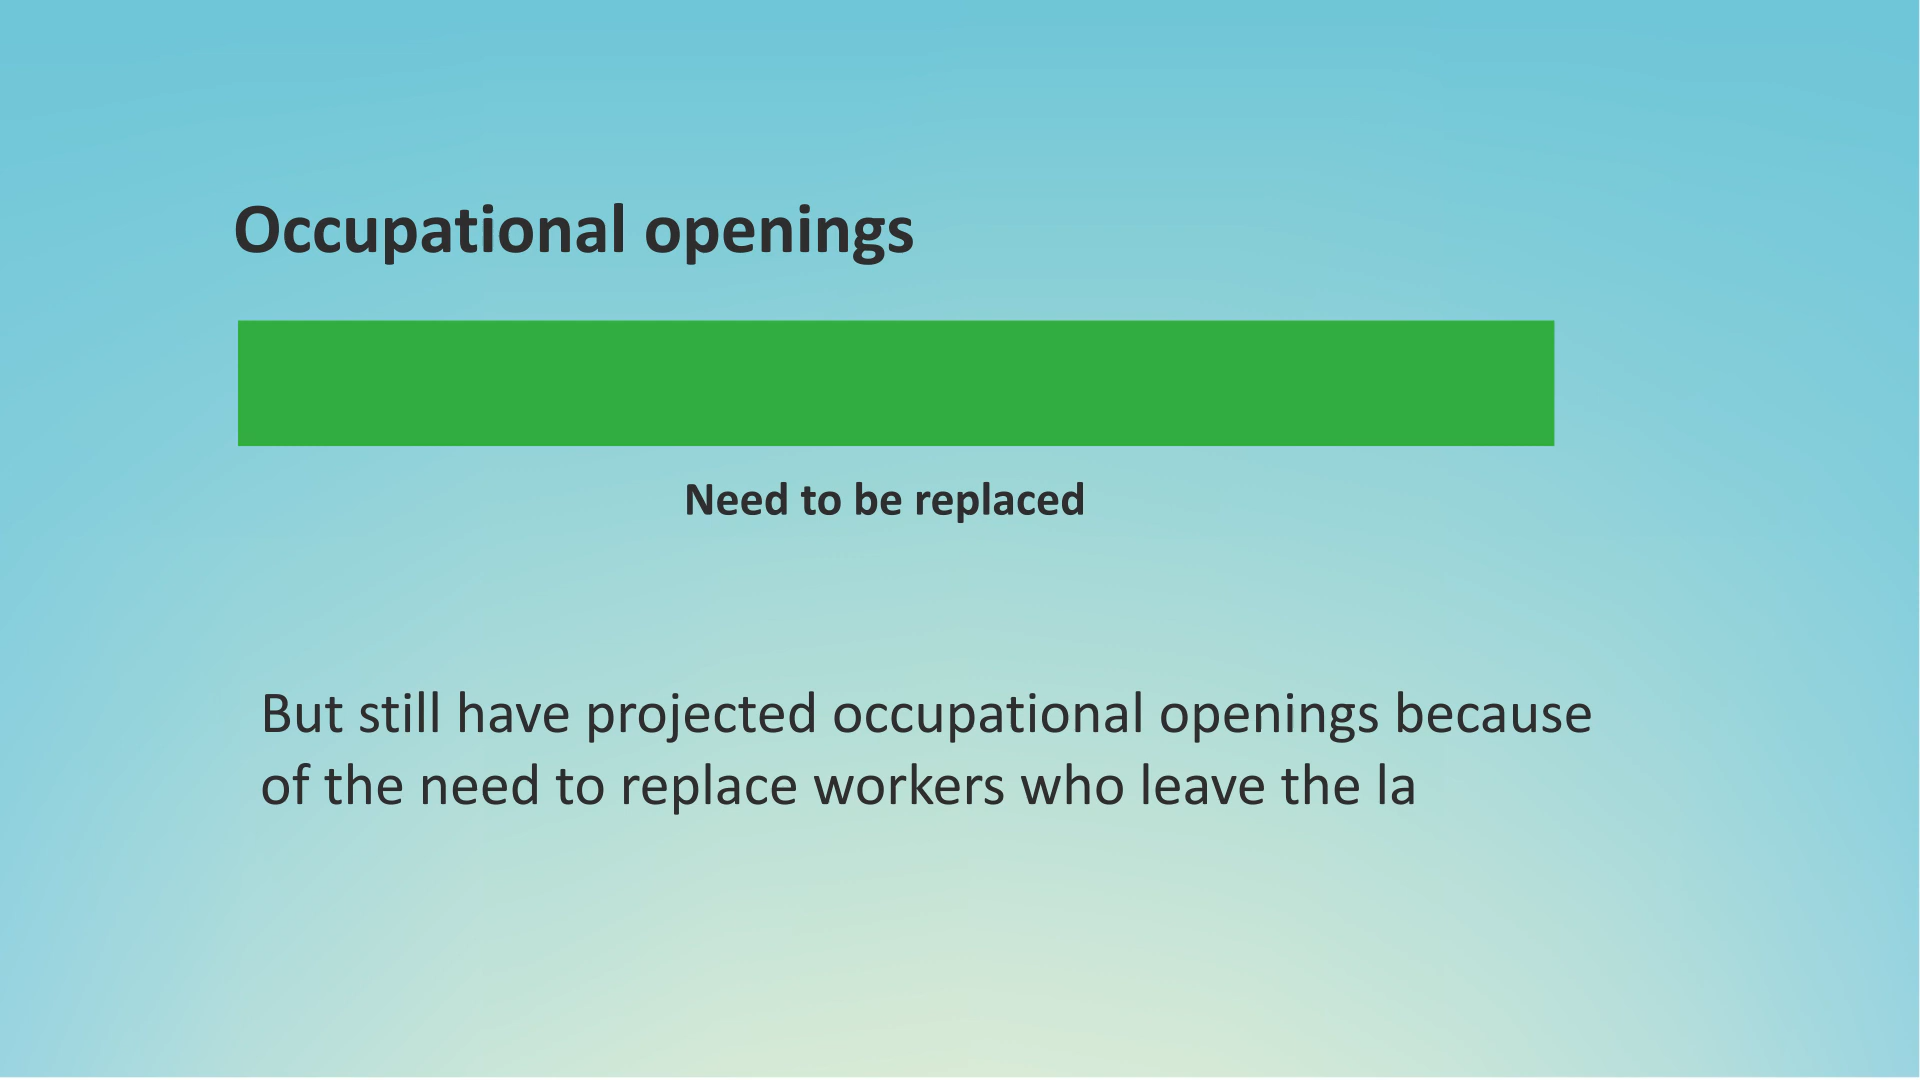 Occupational openings
Need to be replaced
But still have projected occupational openings because
of the need to replace workers who leave the la